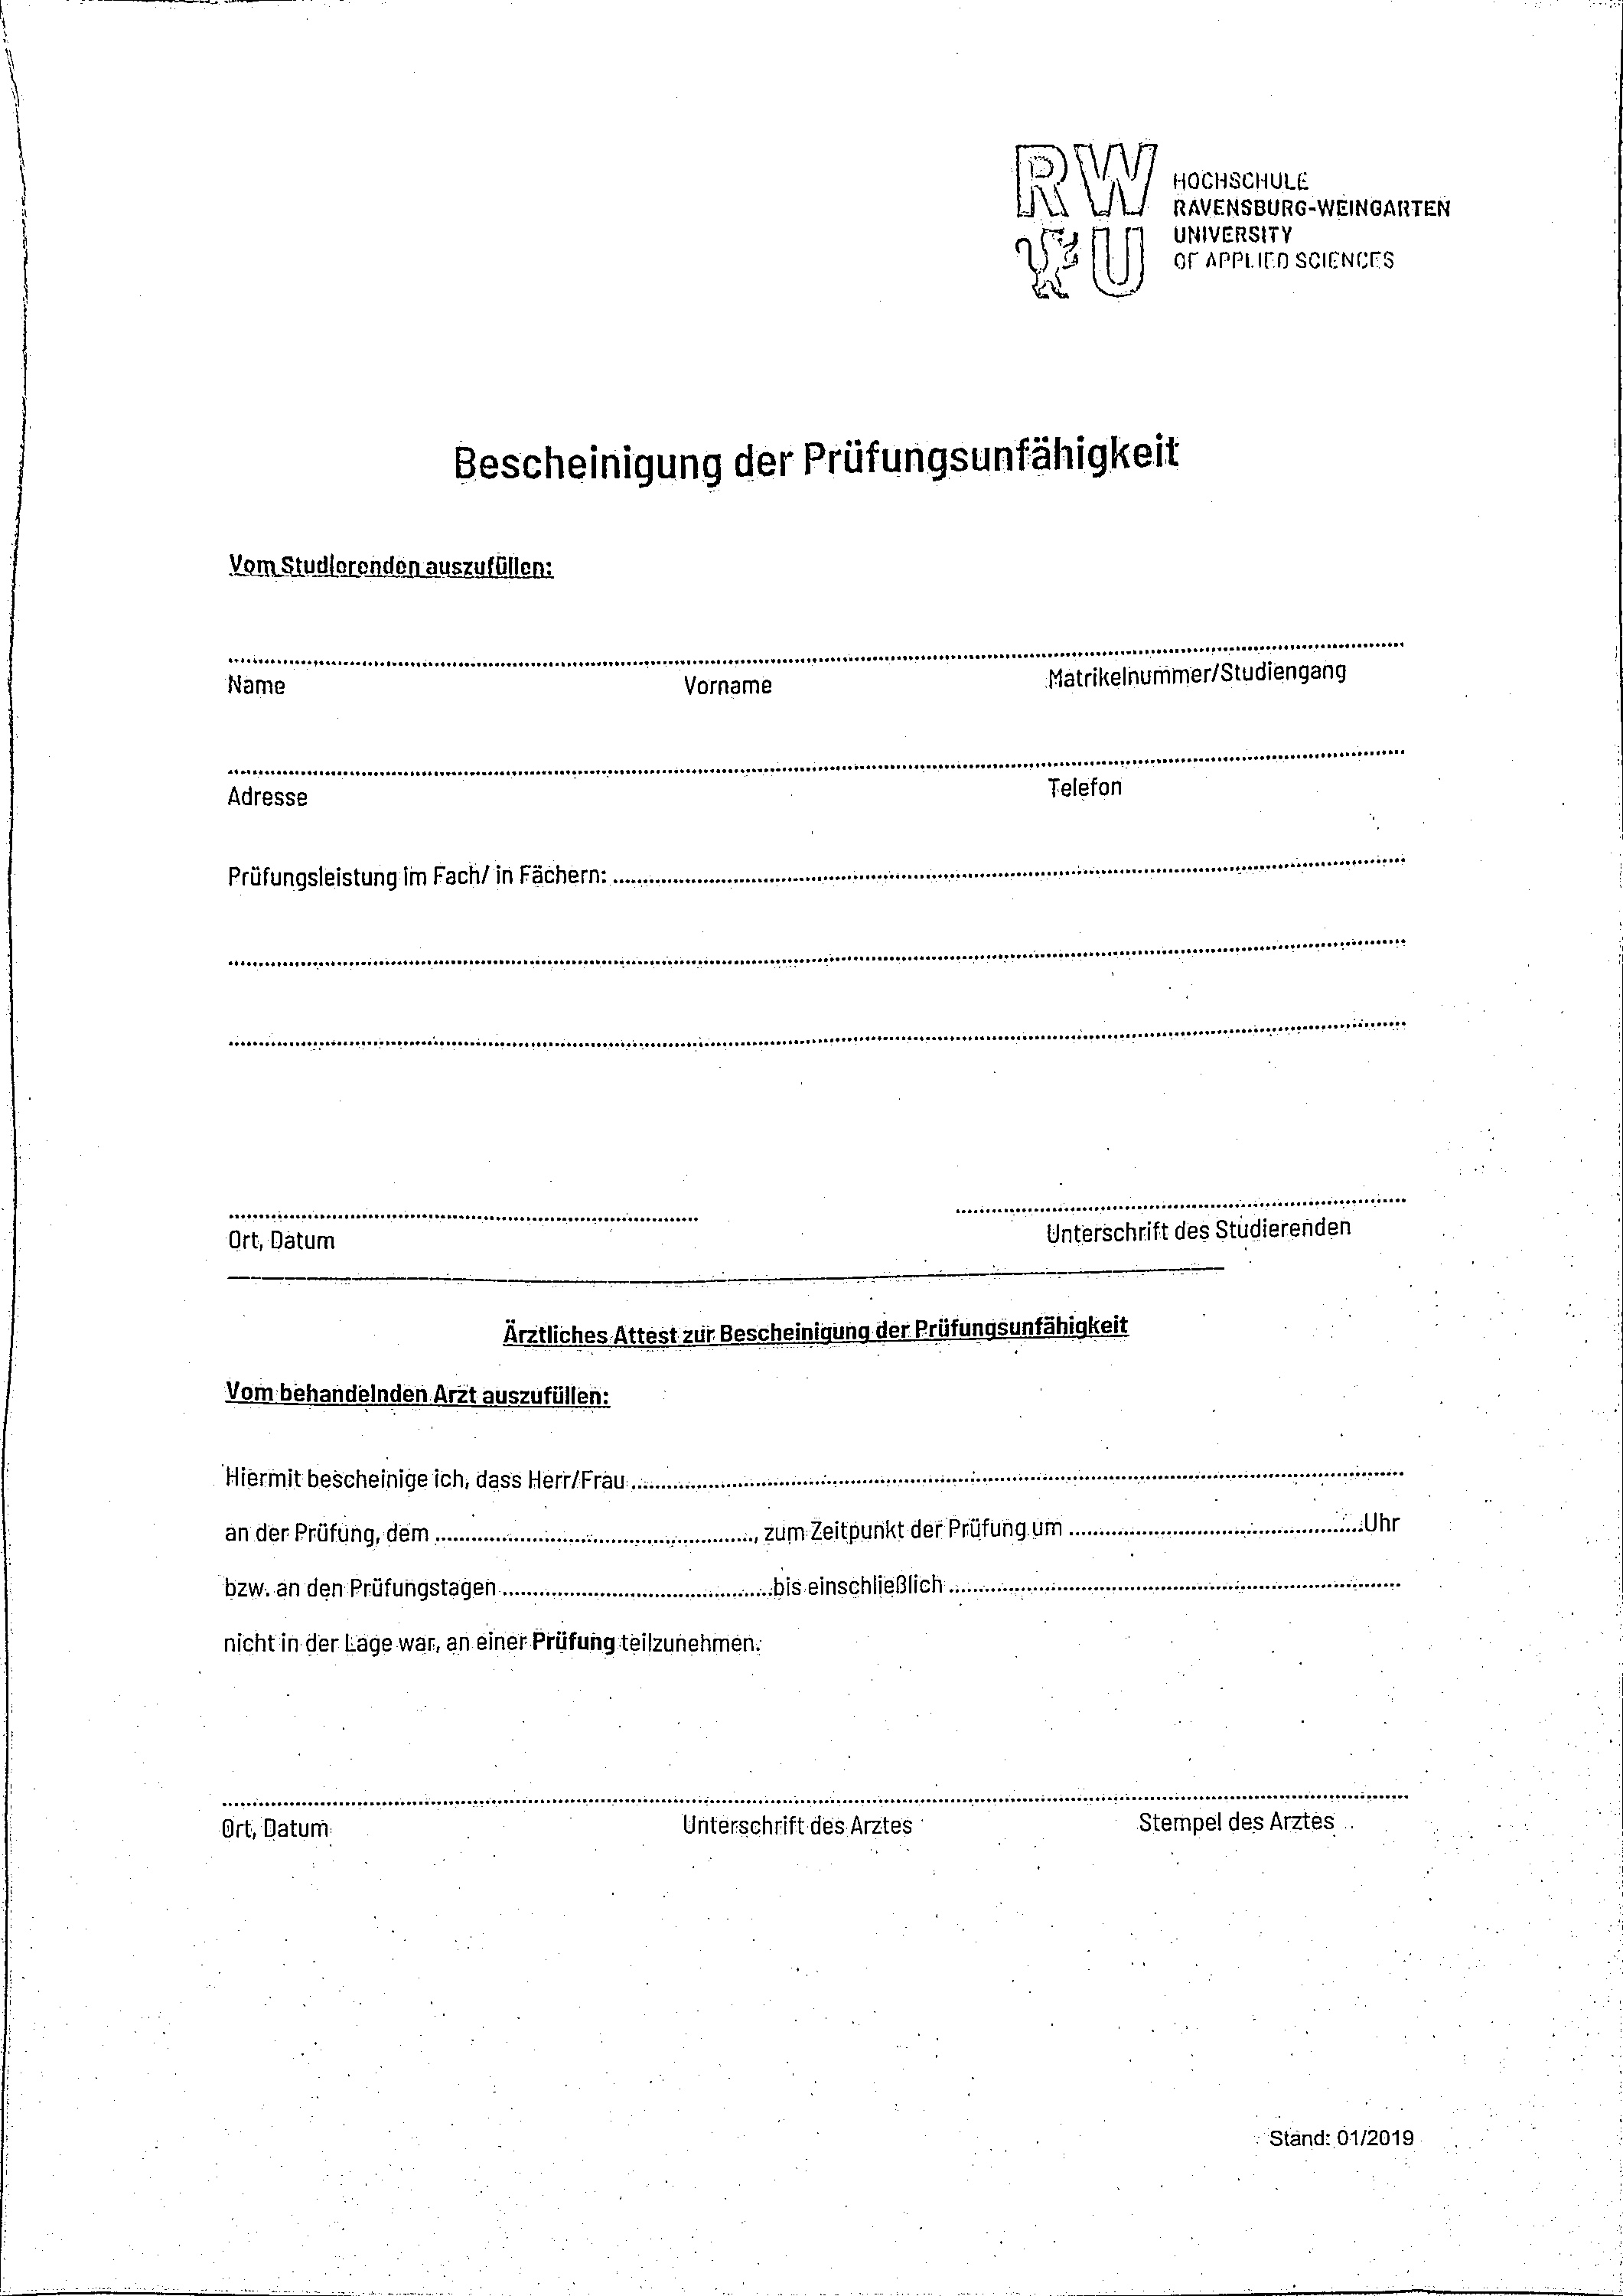 RW
U
HOCHSCHULE
RAVENSBURG-WEINGARTEN
UNIVERSITY
OF APPLIED SCIENCES
Bescheinigung der Prüfungsunfähigkeit
Vom Studierenden auszufüllen:
Name Vorname Matrikelnummer/Studiengang
Adresse Telefon
Prüfungsleistung im Fach/ in Fächern: ........................................
Ort, Datum Unterschrift des Studierenden
Ärztliches Attest zur Bescheinigung der Prüfungsunfähigkeit
Vom behandelnden Arzt auszufüllen:
Hiermit bescheinige ich, dass Herr/Frau ........................................
an der Prüfung, dem ...................................., zum Zeitpunkt der Prüfung um ....................................Uhr
bzw. an den Prüfungstagen ....................................bis einschließlich ....................................
nicht in der Lage war, an einer Prüfung teilzunehmen.
Ort, Datum Unterschrift des Arztes Stempel des Arztes
Stand: 01/2019